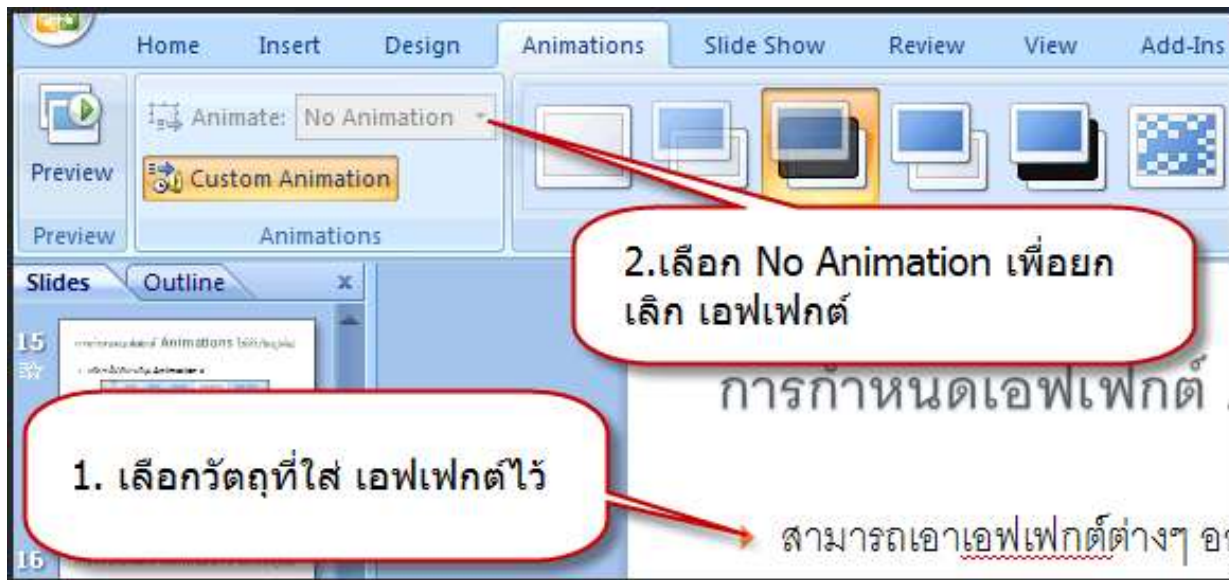 Home Insert Design Animations Slide Show Review View Add-Ins
Animate: No Animation
Preview
Custom Animation
Preview Animations
2.เลือก No Animation เพื่อยก
เลิก เอฟเฟกต์
Slides Outline x
15
Animations
การกำหนดเอฟเฟกต์
1. เลือกวัตถุที่ใส่ เอฟเฟกต์ไว้
สามารถเอาเอฟเฟกต์ต่างๆ
16